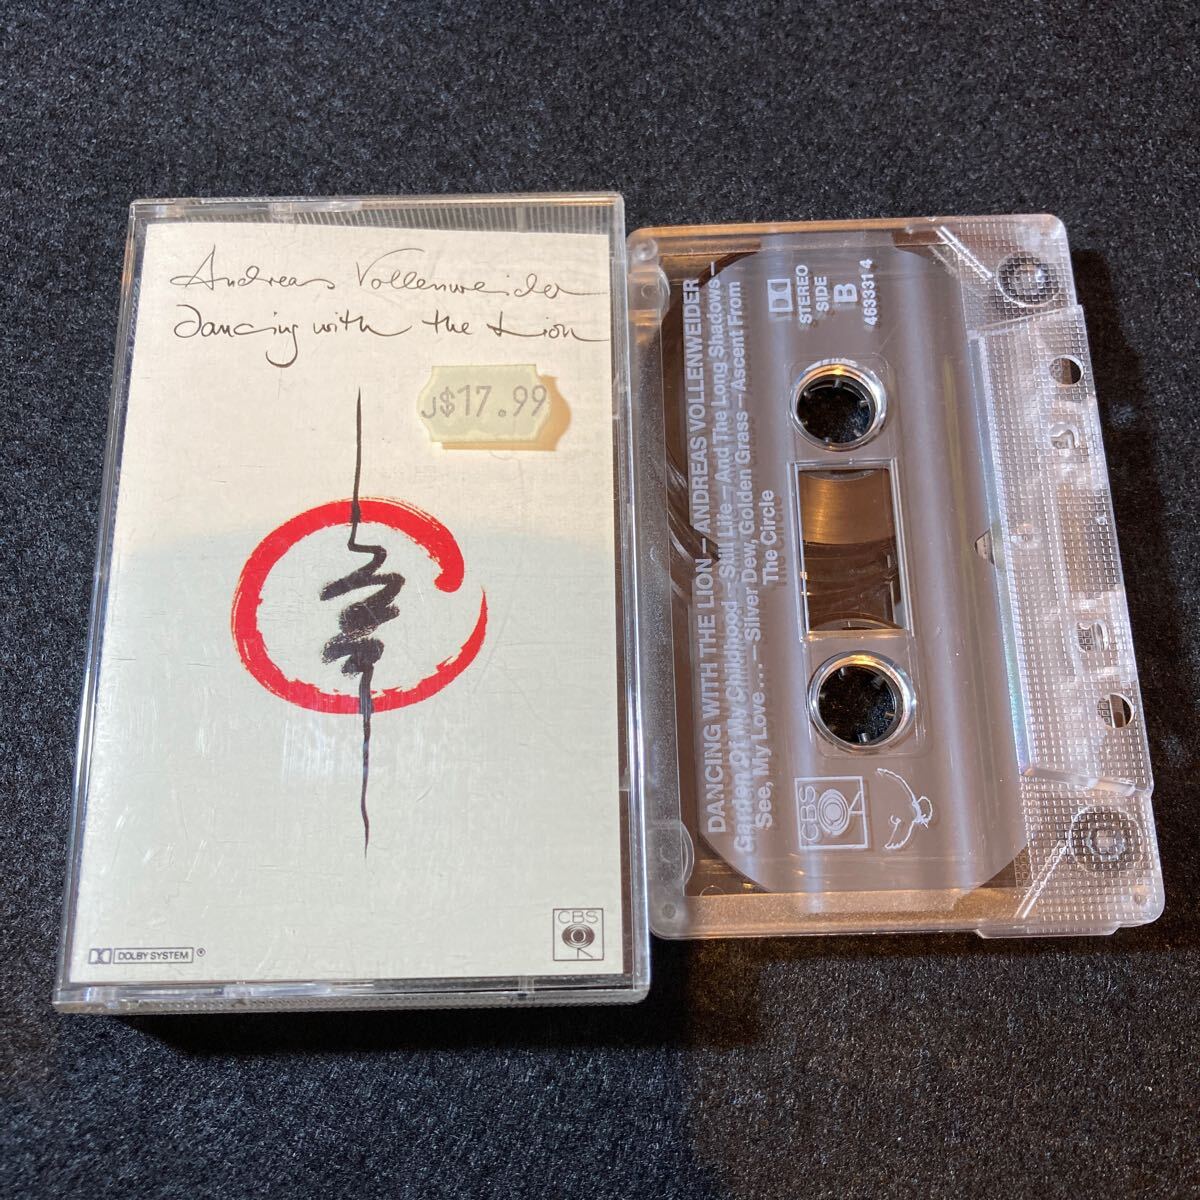 Andreas Vollenweider
Dancing with the Lion
J$17.99
DOLBY SYSTEM ®
CBS
DANCING WITH THE LION – ANDREAS VOLLENWEIDER
Garden Of My Childhood – Still Life – And The Long Shadows –
See, My Love... – Silver Dew, Golden Grass – Ascent From
The Circle
STEREO
SIDE
B
463331 4
CBS